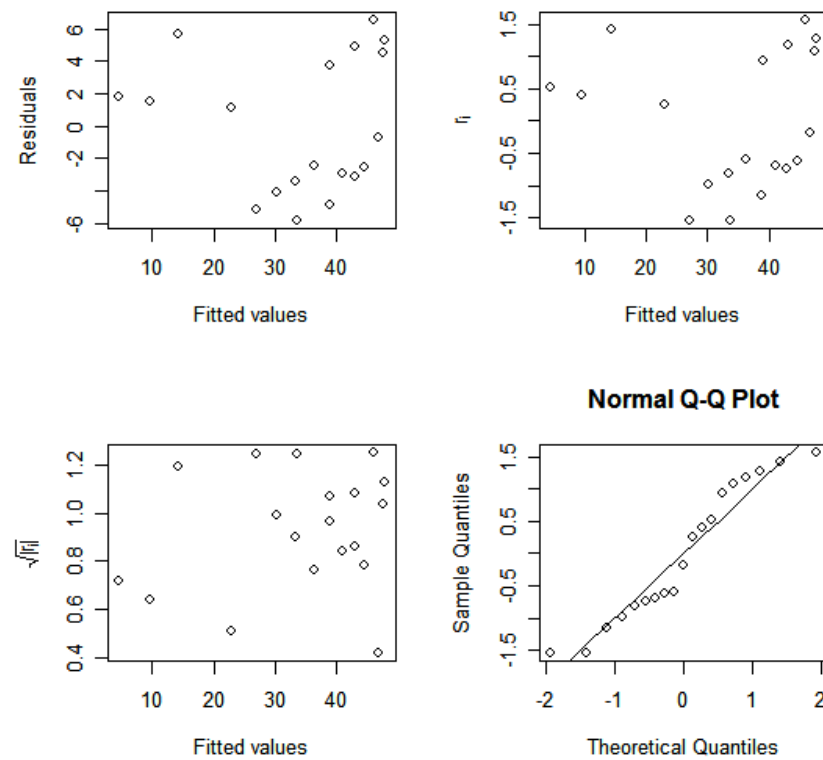 6
4
2
0
-2
-6
Residuals
10 20 30 40
Fitted values
1.5
0.5
-0.5
-1.5
ri
10 20 30 40
Fitted values
1.2
1.0
0.8
0.6
0.4
√|ri|
10 20 30 40
Fitted values
Normal Q-Q Plot
1.5
0.5
-0.5
-1.5
Sample Quantiles
-2 -1 0 1 2
Theoretical Quantiles